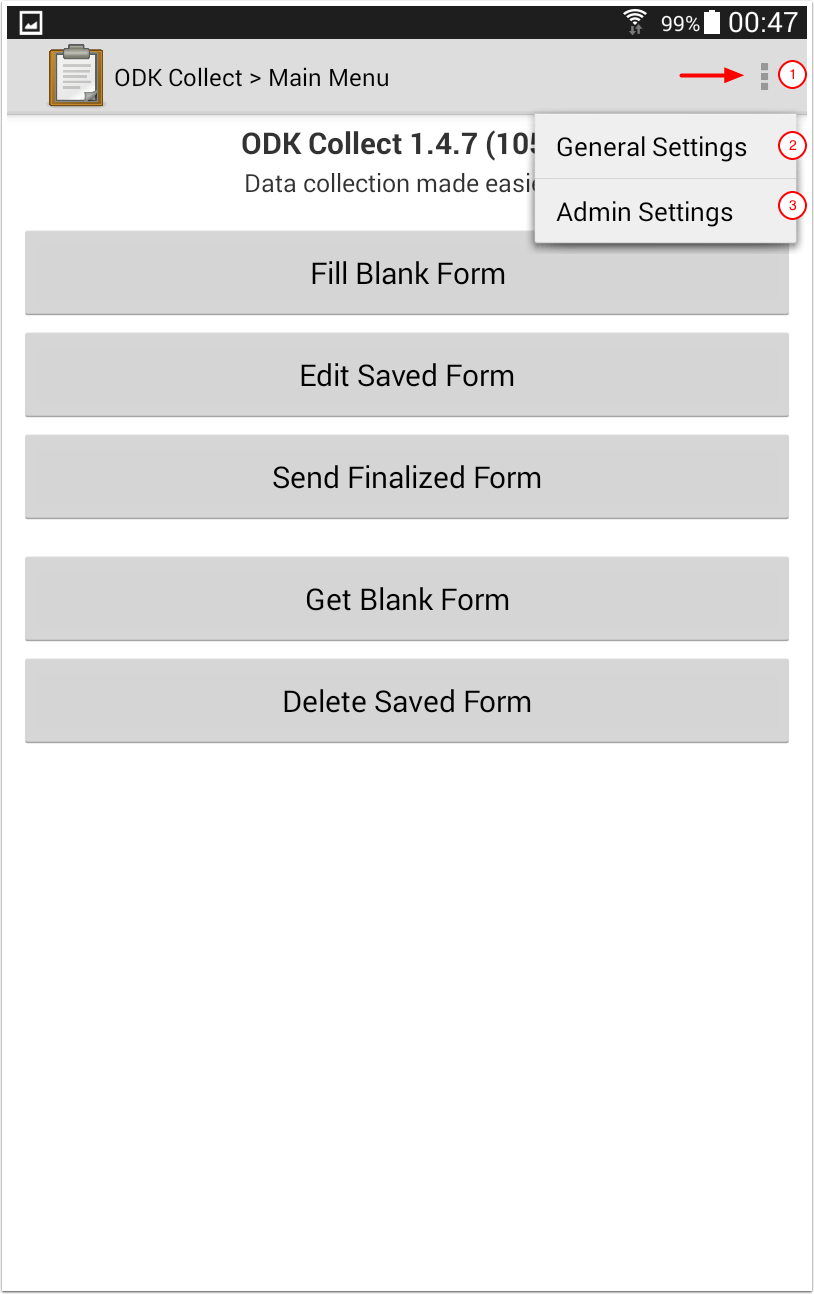 99% 00:47
ODK Collect > Main Menu
1
ODK Collect 1.4.7 (105
General Settings
2
Data collection made easie
Admin Settings
3
Fill Blank Form
Edit Saved Form
Send Finalized Form
Get Blank Form
Delete Saved Form